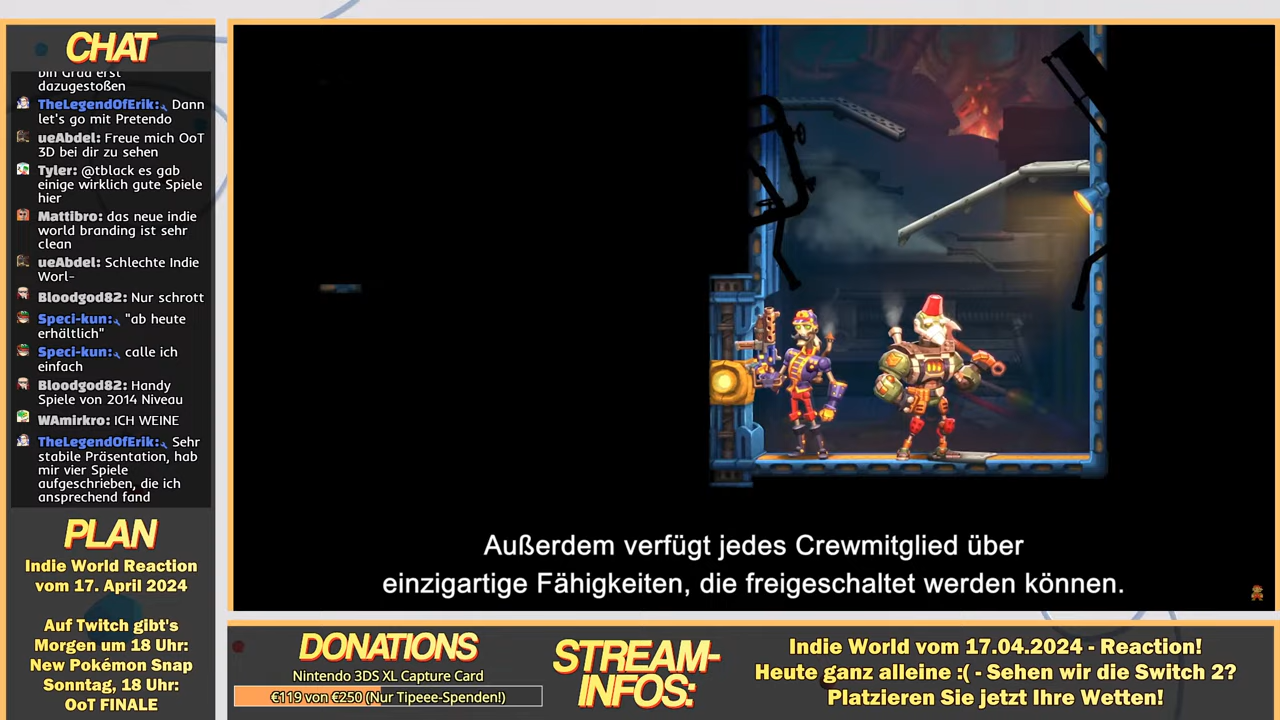 CHAT
bin Grad erst
dazugestoßen
TheLegendOfErik: Dann
let's go mit Pretendo
ueAbdel: Freue mich OoT
3D bei dir zu sehen
Tyler: @tblack es gab
einige wirklich gute Spiele
hier
Mattibro: das neue indie
world branding ist sehr
clean
ueAbdel: Schlechte Indie
Worl-
Bloodgod82: Nur schrott
Speci-kun: "ab heute
erhältlich"
Speci-kun: calle ich
einfach
Bloodgod82: Handy
Spiele von 2014 Niveau
WAmirkro: ICH WEINE
TheLegendOfErik: Sehr
stabile Präsentation, hab
mir vier Spiele
aufgeschrieben, die ich
ansprechend fand
PLAN
Indie World Reaction
vom 17. April 2024
Auf Twitch gibt's
Morgen um 18 Uhr:
New Pokémon Snap
Sonntag, 18 Uhr:
OoT FINALE
Außerdem verfügt jedes Crewmitglied über
einzigartige Fähigkeiten, die freigeschaltet werden können.
DONATIONS
Nintendo 3DS XL Capture Card
€119 von €250 (Nur Tipeee-Spenden!)
STREAM-
INFOS:
Indie World vom 17.04.2024 - Reaction!
Heute ganz alleine :( - Sehen wir die Switch 2?
Platzieren Sie jetzt Ihre Wetten!